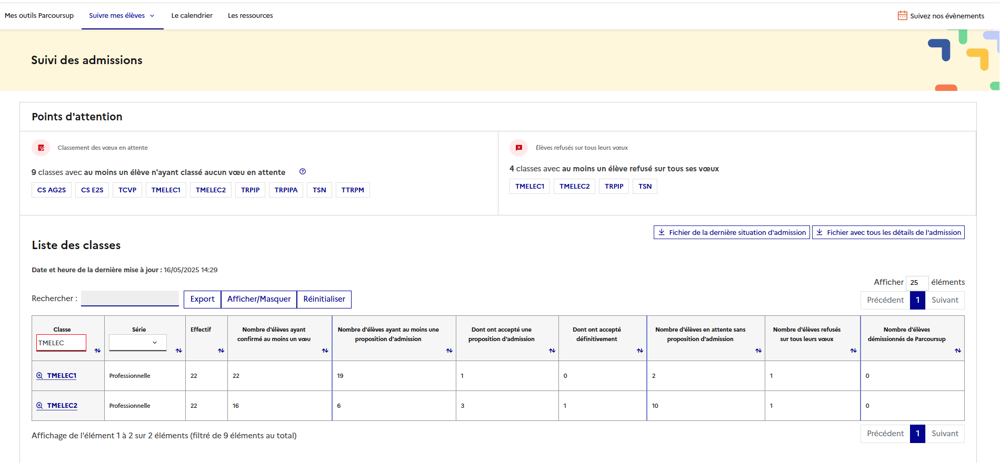 Mes outils Parcoursup Suivre mes élèves Le calendrier Les ressources Suivez nos évènements
Suivi des admissions
Points d'attention
Classement des vœux en attente
9 classes avec au moins un élève n'ayant classé aucun vœu en attente
CS AG2S CS E2S TCVP TMELEC1 TMELEC2 TRPIP TRPIPA TSN TTRPM
Élèves refusés sur tous leurs vœux
4 classes avec au moins un élève refusé sur tous ses vœux
TMELEC1 TMELEC2 TRPIP TSN
Fichier de la dernière situation d'admission Fichier avec tous les détails de l'admission
Liste des classes
Date et heure de la dernière mise à jour : 16/05/2025 14:29
Afficher 25 éléments
Rechercher : Export Afficher/Masquer Réinitialiser Précédent 1 Suivant
Classe
TMELEC
Série
Effectif
Nombre d'élèves ayant
confirmé au moins un vœu
Nombre d'élèves ayant au moins une
proposition d'admission
Dont ont accepté une
proposition d'admission
Dont ont accepté
définitivement
Nombre d'élèves en attente sans
proposition d'admission
Nombre d'élèves refusés
sur tous leurs vœux
Nombre d'élèves
démissionnés de Parcoursup
TMELEC1 Professionnelle 22 22 19 1 0 2 1 0
TMELEC2 Professionnelle 22 16 6 3 1 10 1 0
Affichage de l'élément 1 à 2 sur 2 éléments (filtré de 9 éléments au total)
Précédent 1 Suivant